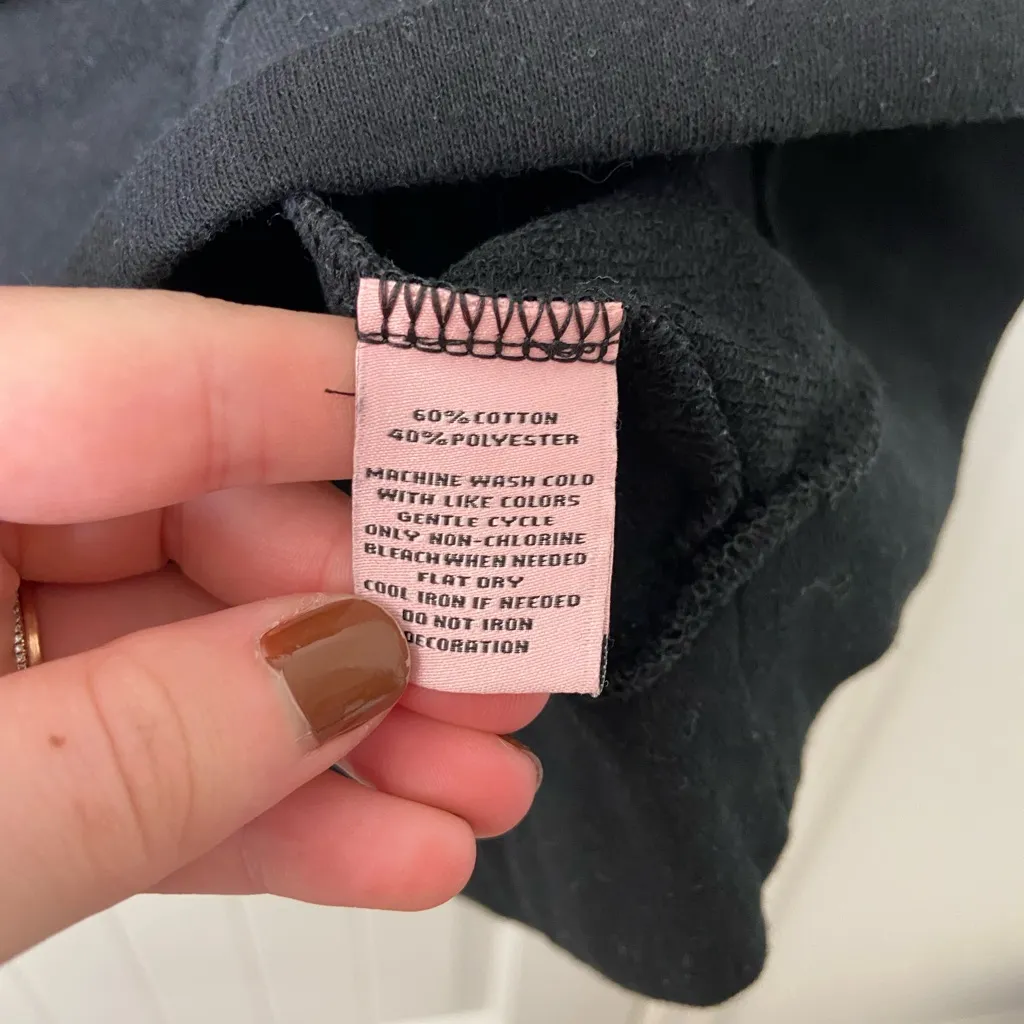 60% COTTON
40% POLYESTER
MACHINE WASH COLD
WITH LIKE COLORS
GENTLE CYCLE
ONLY NON-CHLORINE
BLEACH WHEN NEEDED
FLAT DRY
COOL IRON IF NEEDED
DO NOT IRON
DECORATION